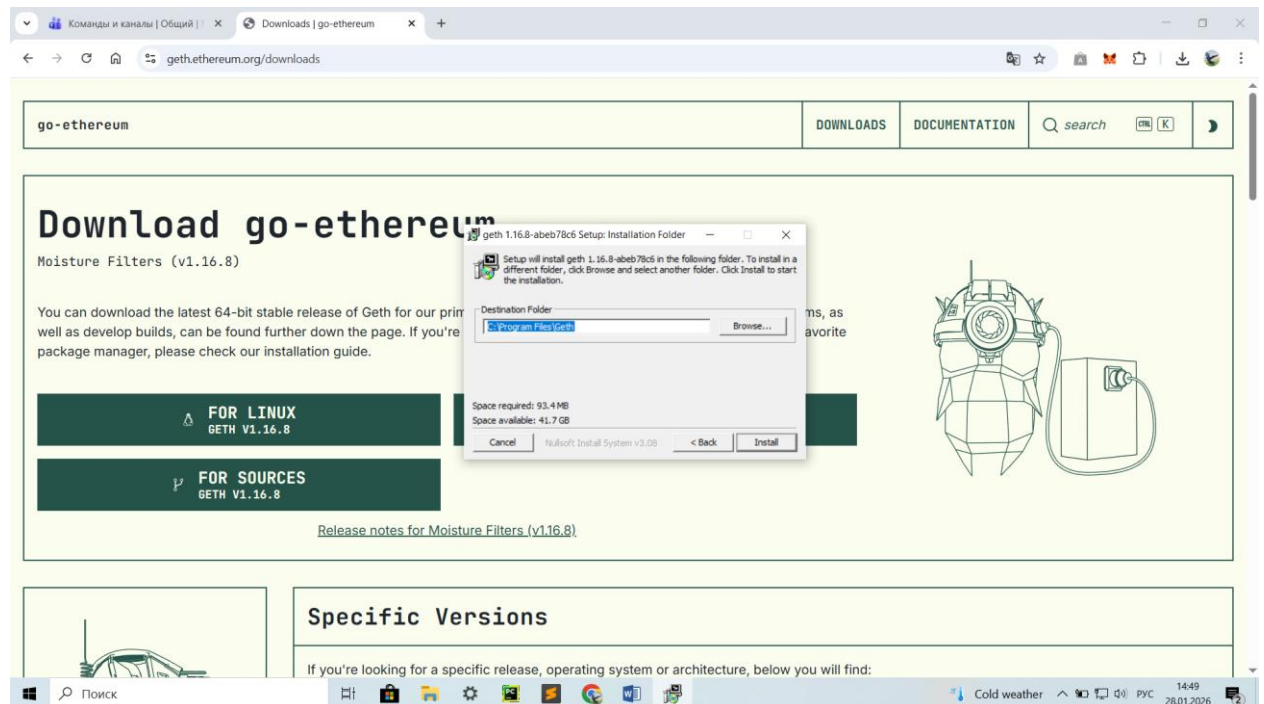 Команды и каналы | Общий |
Downloads | go-ethereum
geth.ethereum.org/downloads
go-ethereum
DOWNLOADS
DOCUMENTATION
search
CTRL K
Download go-ethereum
Moisture Filters (v1.16.8)
You can download the latest 64-bit stable release of Geth for our prim
ms, as
well as develop builds, can be found further down the page. If you're
avorite
package manager, please check our installation guide.
FOR LINUX
GETH V1.16.8
FOR SOURCES
GETH V1.16.8
Release notes for Moisture Filters (v1.16.8)
geth 1.16.8-abeb78c6 Setup: Installation Folder
Setup will install geth 1.16.8-abeb78c6 in the following folder. To install in a
different folder, click Browse and select another folder. Click Install to start
the installation.
Destination Folder
C:\Program Files\Geth
Browse...
Space required: 93.4 MB
Space available: 41.7 GB
Cancel
Nullsoft Install System v3.08
< Back
Install
Specific Versions
If you're looking for a specific release, operating system or architecture, below you will find:
Поиск
Cold weather
РУС
14:49
28.01.2026